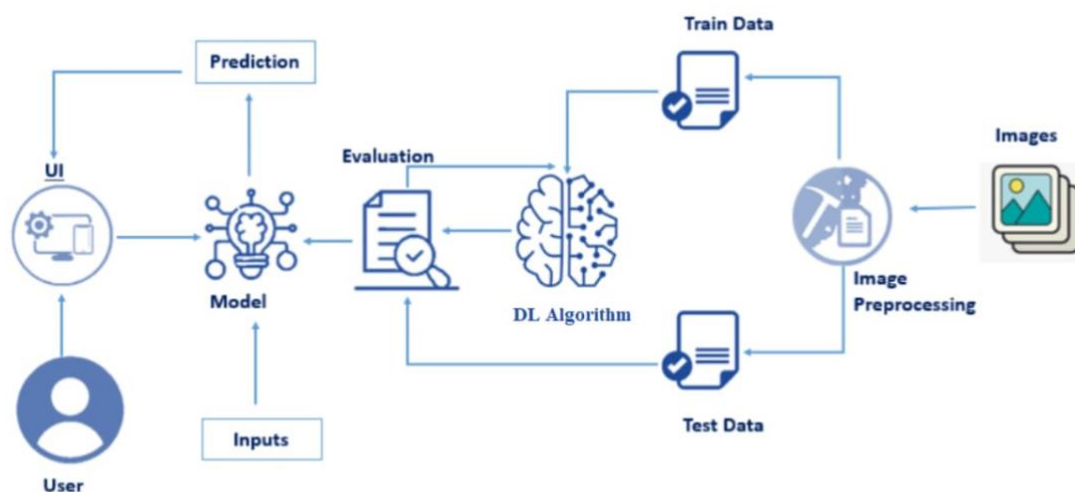 Train Data
Prediction
Images
Evaluation
UI
Model
Image
Preprocessing
DL Algorithm
Inputs
Test Data
User